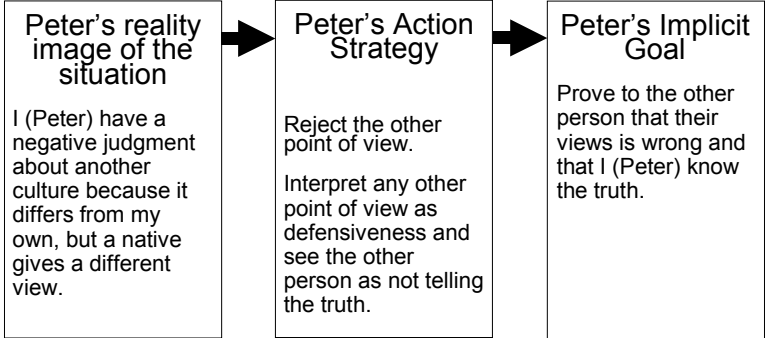 Peter’s reality
image of the
situation
I (Peter) have a
negative judgment
about another
culture because it
differs from my
own, but a native
gives a different
view.
Peter’s Action
Strategy
Reject the other
point of view.
Interpret any other
point of view as
defensiveness and
see the other
person as not telling
the truth.
Peter’s Implicit
Goal
Prove to the other
person that their
views is wrong and
that I (Peter) know
the truth.